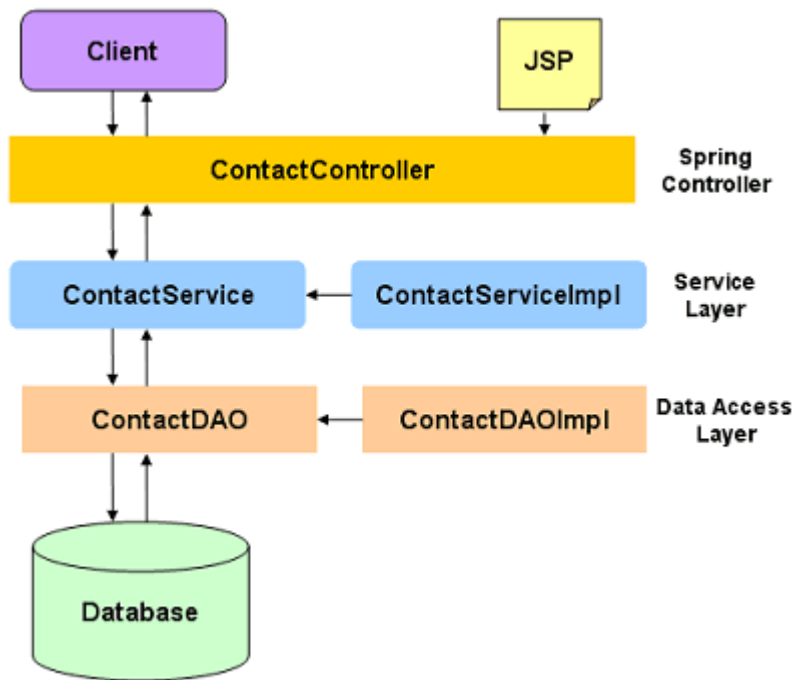 Client
JSP
ContactController
Spring
Controller
ContactService
ContactServiceImpl
Service
Layer
ContactDAO
ContactDAOImpl
Data Access
Layer
Database